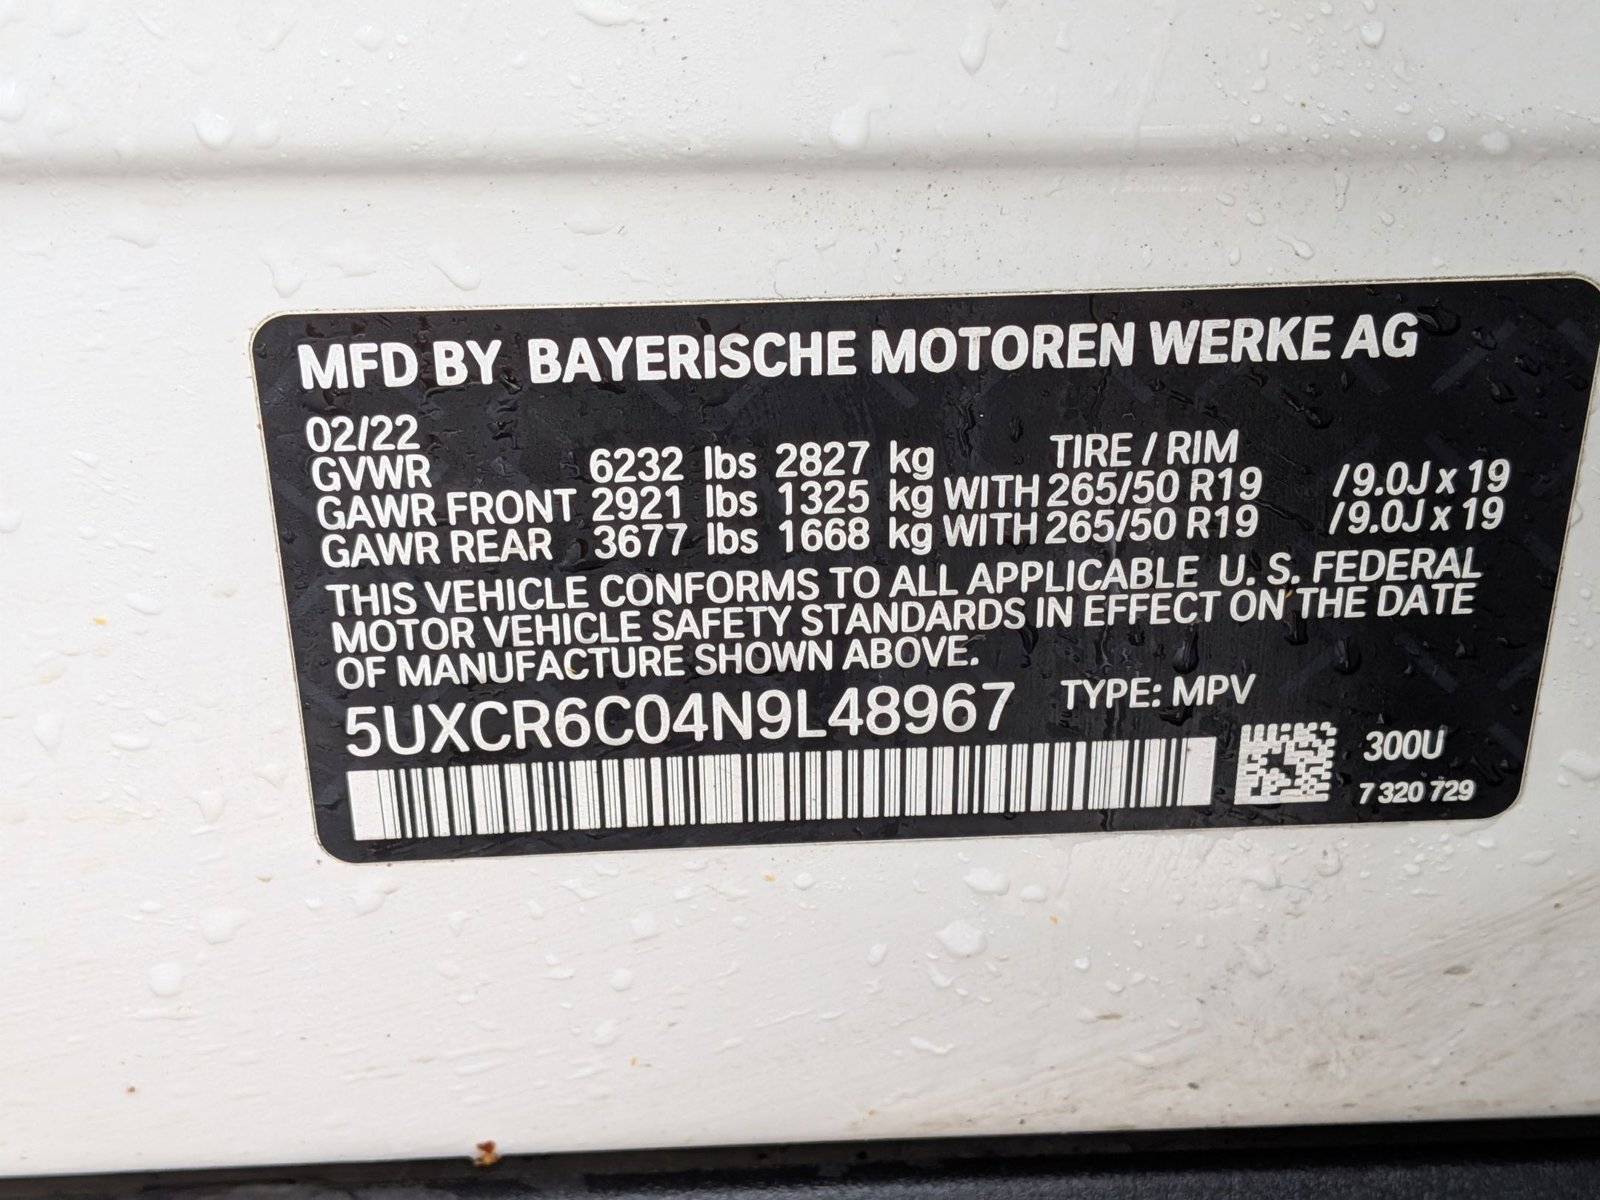 MFD BY BAYERISCHE MOTOREN WERKE AG
02/22
GVWR 6232 lbs 2827 kg TIRE / RIM
GAWR FRONT 2921 lbs 1325 kg WITH 265/50 R19 /9.0J x 19
GAWR REAR 3677 lbs 1668 kg WITH 265/50 R19 /9.0J x 19
THIS VEHICLE CONFORMS TO ALL APPLICABLE U. S. FEDERAL
MOTOR VEHICLE SAFETY STANDARDS IN EFFECT ON THE DATE
OF MANUFACTURE SHOWN ABOVE.
5UXCR6C04N9L48967 TYPE: MPV
300U
7 320 729